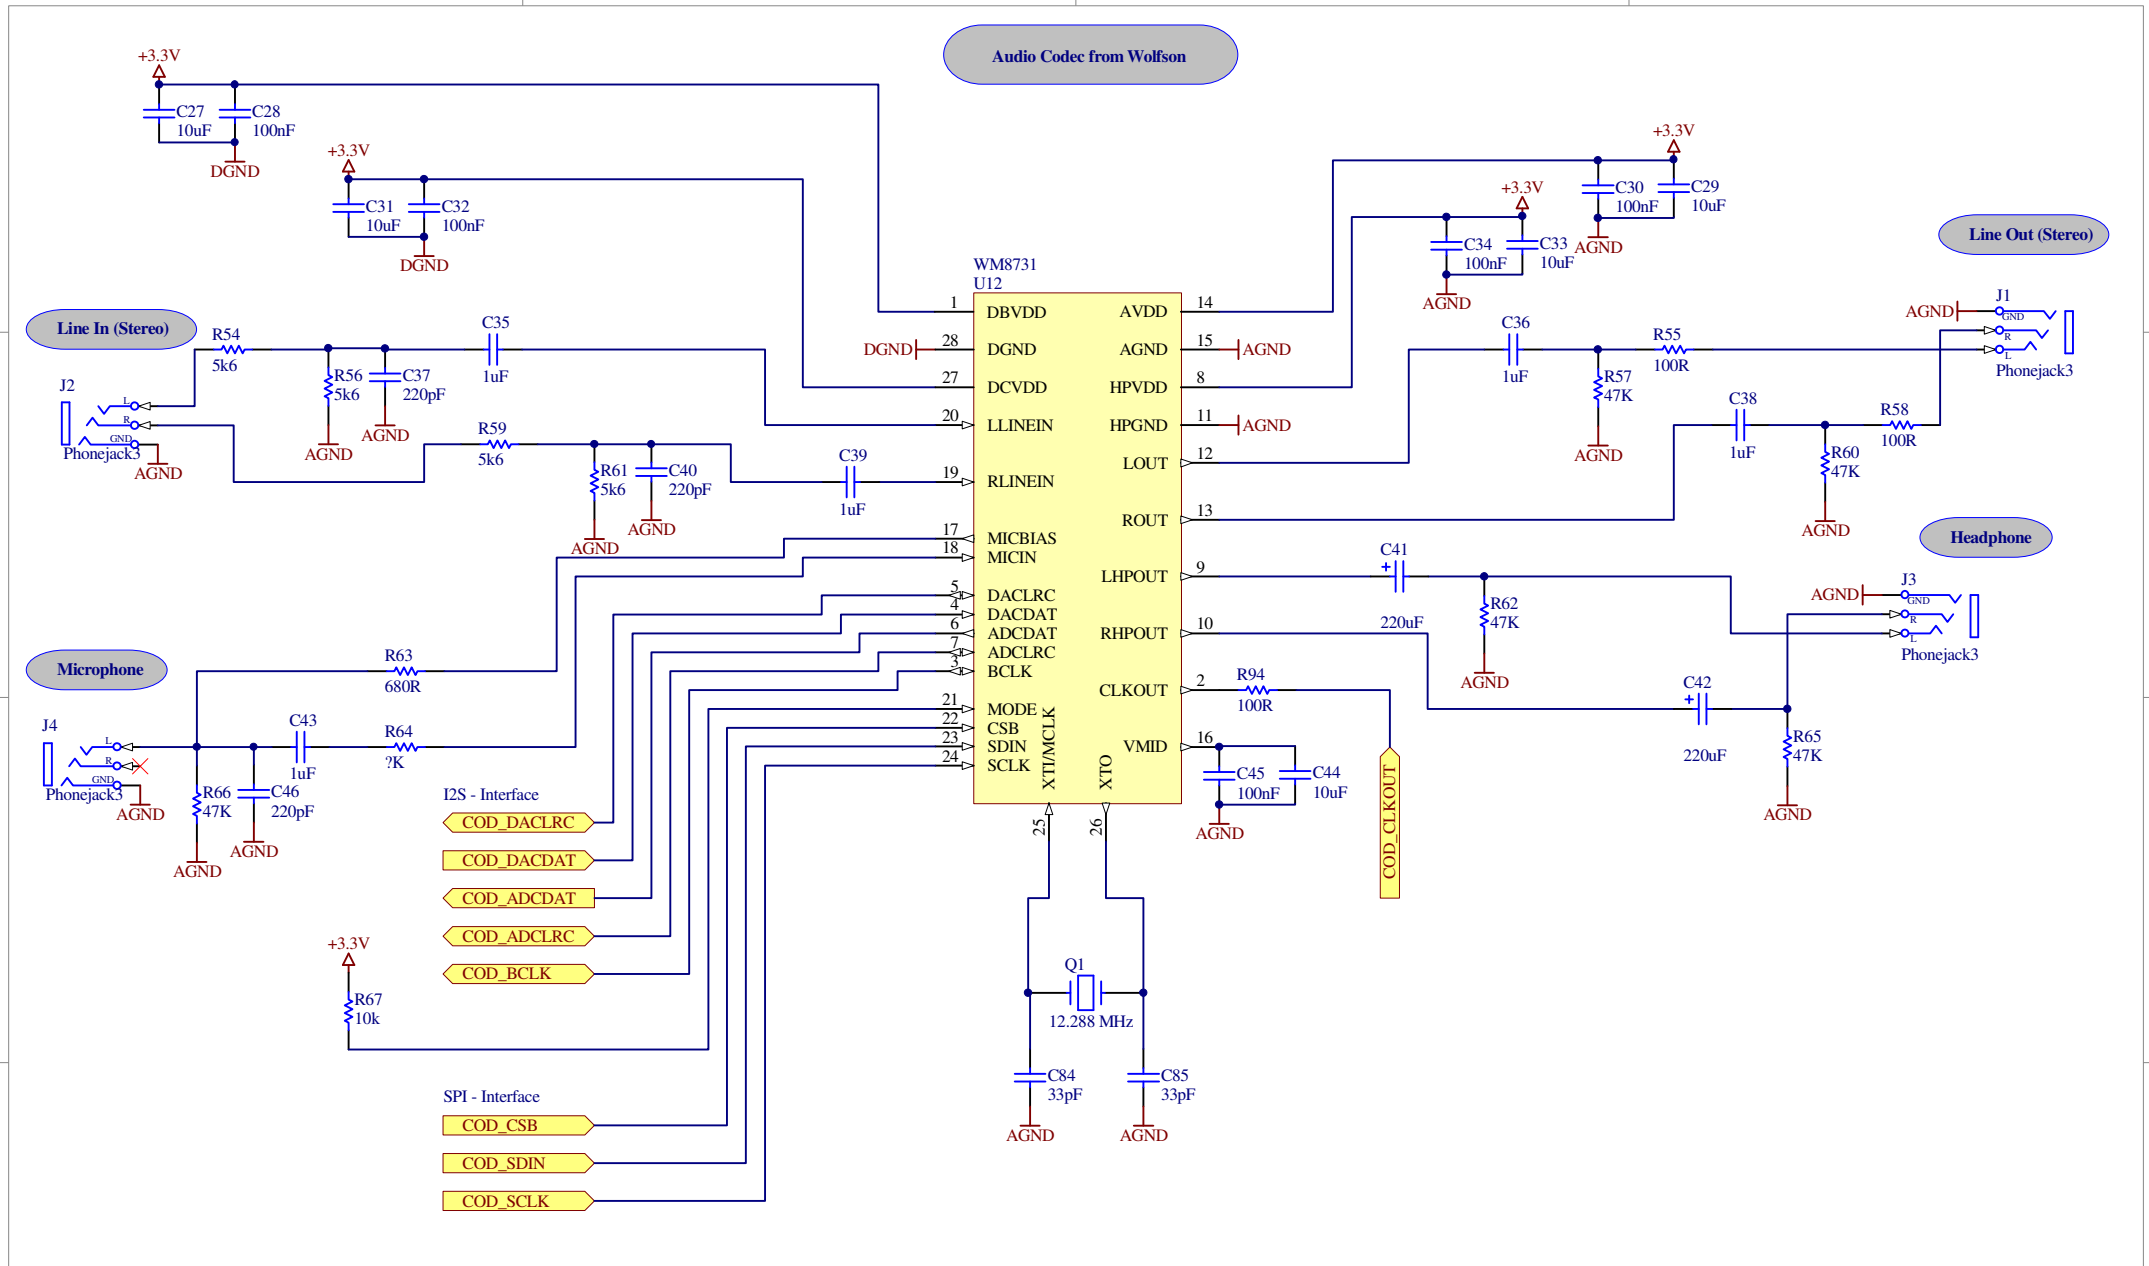 Audio Codec from Wolfson
+3.3V
C27
10uF
C28
100nF
DGND
+3.3V
C31
10uF
C32
100nF
DGND
+3.3V
C30
100nF
C29
10uF
AGND
+3.3V
C34
100nF
C33
10uF
AGND
Line Out (Stereo)
J1
AGND
GND
R
L
Phonejack3
C36
1uF
R55
100R
R57
47K
AGND
C38
1uF
R58
100R
R60
47K
AGND
Line In (Stereo)
J2
L
R
GND
Phonejack3
AGND
R54
5k6
R56
5k6
AGND
C37
220pF
AGND
C35
1uF
R59
5k6
R61
5k6
AGND
C40
220pF
AGND
C39
1uF
WM8731
U12
1
DBVDD
28
DGND
DGND
27
DCVDD
20
LLINEIN
19
RLINEIN
17
MICBIAS
18
MICIN
5
DACLRC
4
DACDAT
6
ADCDAT
7
ADCLRC
3
BCLK
21
MODE
22
CSB
23
SDIN
24
SCLK
AVDD
14
AGND
15
AGND
HPVDD
8
HPGND
11
AGND
LOUT
12
ROUT
13
LHPOUT
9
RHPOUT
10
CLKOUT
2
VMID
16
XTI/MCLK
25
XTO
26
Headphone
J3
AGND
GND
R
L
Phonejack3
C41
+
220uF
R62
47K
AGND
C42
+
220uF
R65
47K
AGND
R94
100R
COD_CLKOUT
C45
100nF
C44
10uF
AGND
Microphone
J4
L
R
GND
Phonejack3
AGND
R63
680R
C43
1uF
R64
?K
R66
47K
AGND
C46
220pF
AGND
I2S - Interface
COD_DACLRC
COD_DACDAT
COD_ADCDAT
COD_ADCLRC
COD_BCLK
+3.3V
R67
10k
SPI - Interface
COD_CSB
COD_SDIN
COD_SCLK
Q1
12.288 MHz
C84
33pF
AGND
C85
33pF
AGND